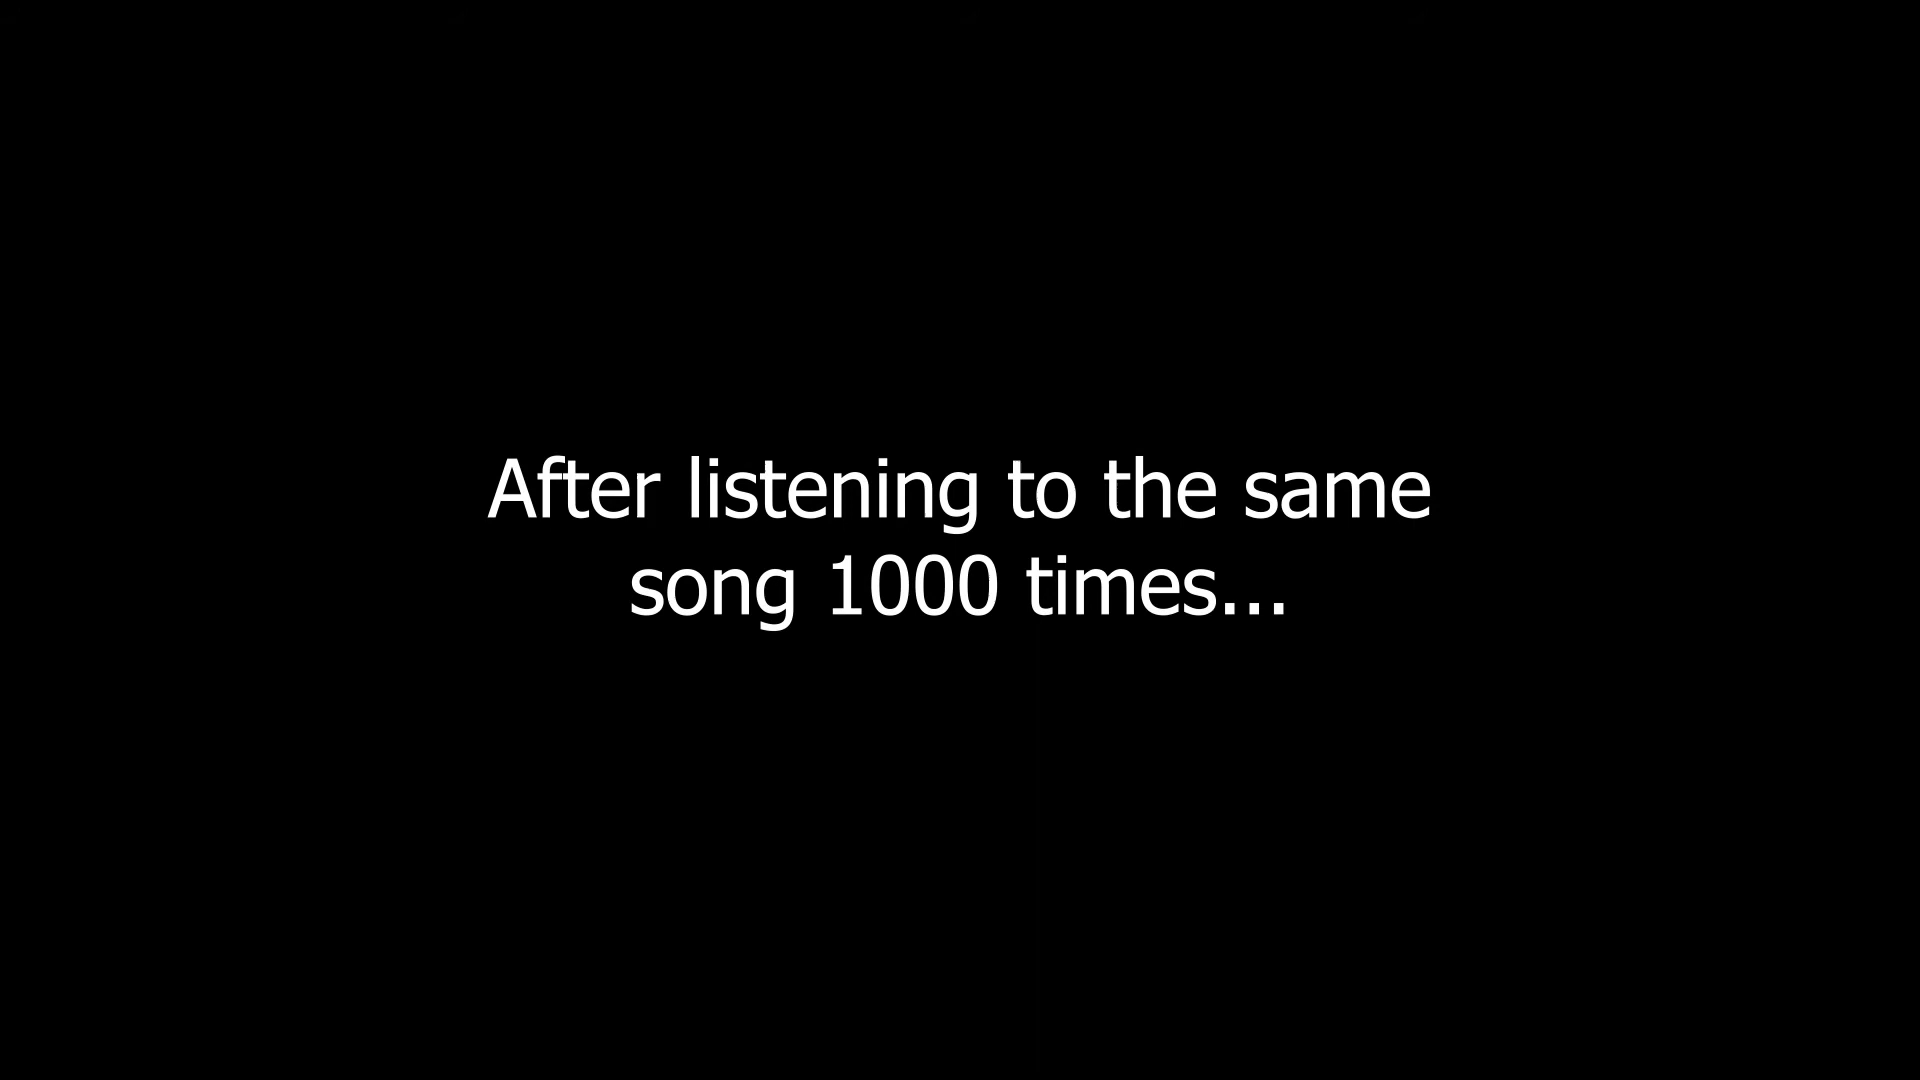 After listening to the same
song 1000 times...